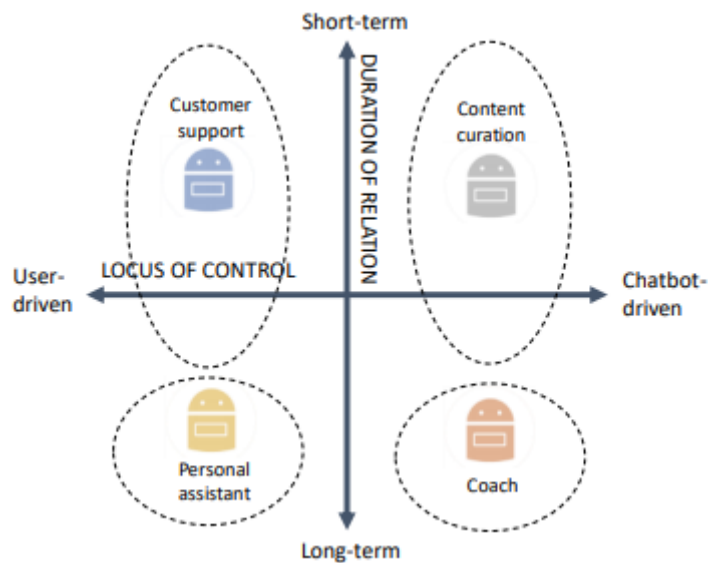 Short-term
DURATION OF RELATION
Customer
support
Content
curation
LOCUS OF CONTROL
User-
driven
Chatbot-
driven
Personal
assistant
Coach
Long-term